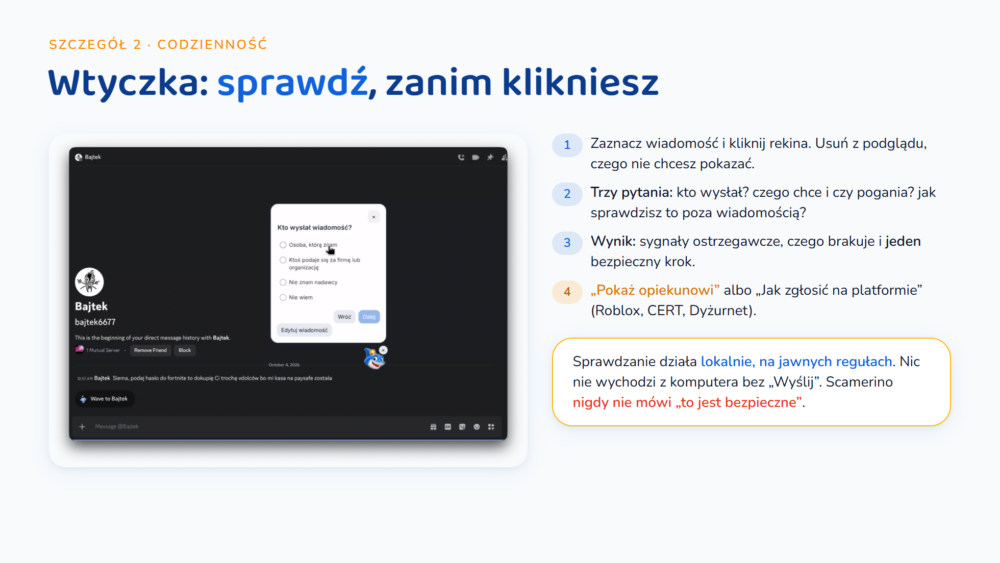 SZCZEGÓŁ 2 · CODZIENNOŚĆ
Wtyczka: sprawdź, zanim klikniesz
Bajtek
×
Kto wysłał wiadomość?
Osoba, którą znam
Ktoś podaje się za firmę lub
organizację
Nie znam nadawcy
Nie wiem
Wróć
Dalej
Edytuj wiadomość
×
Bajtek
bajtek6677
This is the beginning of your direct message history with Bajtek.
1 Mutual Server • Remove Friend Block
October 4, 2026
12:57 AM Bajtek Siema, podaj hasło do fortnite to dokupię Ci trochę vdolców bo mi kasa na paysafe została
Wave to Bajtek
+ Message @Bajtek GIF
1 Zaznacz wiadomość i kliknij rekina. Usuń z podglądu,
czego nie chcesz pokazać.
2 Trzy pytania: kto wysłał? czego chce i czy pogania? jak
sprawdzisz to poza wiadomością?
3 Wynik: sygnały ostrzegawcze, czego brakuje i jeden
bezpieczny krok.
4 „Pokaż opiekunowi” albo „Jak zgłosić na platformie”
(Roblox, CERT, Dyżurnet).
Sprawdzanie działa lokalnie, na jawnych regułach. Nic
nie wychodzi z komputera bez „Wyślij”. Scamerino
nigdy nie mówi „to jest bezpieczne”.